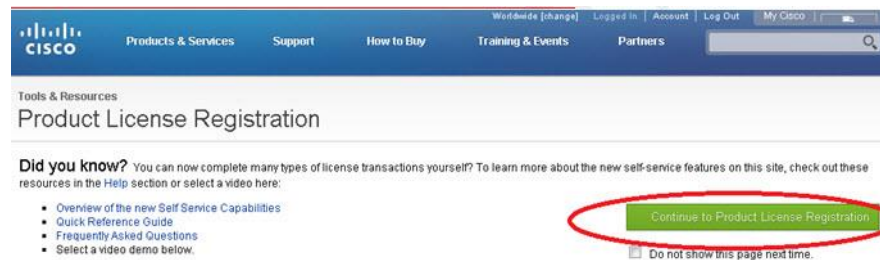 Worldwide [change] Logged In Account Log Out My Cisco
CISCO
Products & Services Support How to Buy Training & Events Partners
Tools & Resources
Product License Registration
Did you know? You can now complete many types of license transactions yourself? To learn more about the new self-service features on this site, check out these
resources in the Help section or select a video here:
Overview of the new Self Service Capabilities
Quick Reference Guide
Frequently Asked Questions
Select a video demo below.
Continue to Product License Registration
Do not show this page next time.